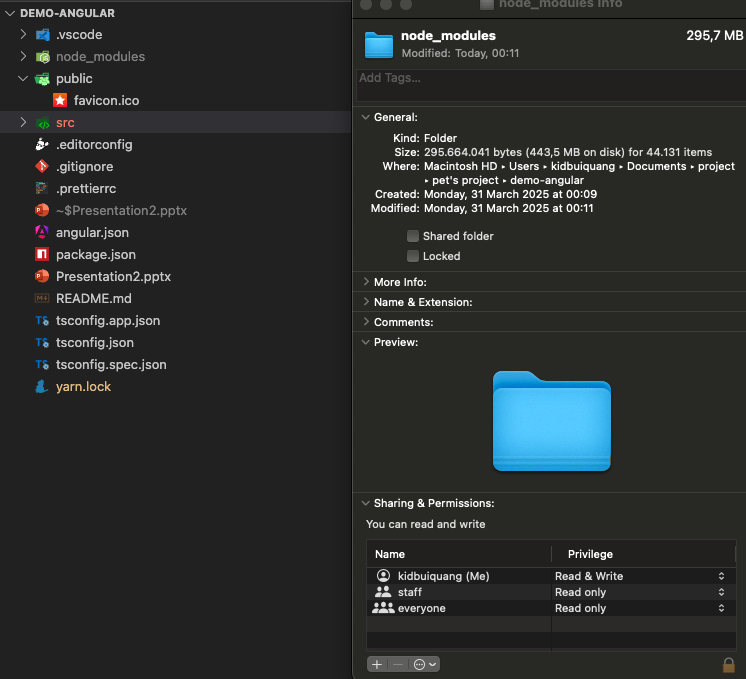 DEMO-ANGULAR
.vscode
node_modules
public
favicon.ico
src
.editorconfig
.gitignore
.prettierrc
~$Presentation2.pptx
angular.json
package.json
Presentation2.pptx
README.md
tsconfig.app.json
tsconfig.json
tsconfig.spec.json
yarn.lock
node_modules Info
node_modules 295,7 MB
Modified: Today, 00:11
Add Tags...
General:
Kind: Folder
Size: 295.664.041 bytes (443,5 MB on disk) for 44.131 items
Where: Macintosh HD ▸ Users ▸ kidbuiquang ▸ Documents ▸ project
▸ pet's project ▸ demo-angular
Created: Monday, 31 March 2025 at 00:09
Modified: Monday, 31 March 2025 at 00:11
Shared folder
Locked
More Info:
Name & Extension:
Comments:
Preview:
Sharing & Permissions:
You can read and write
Name Privilege
kidbuiquang (Me) Read & Write
staff Read only
everyone Read only